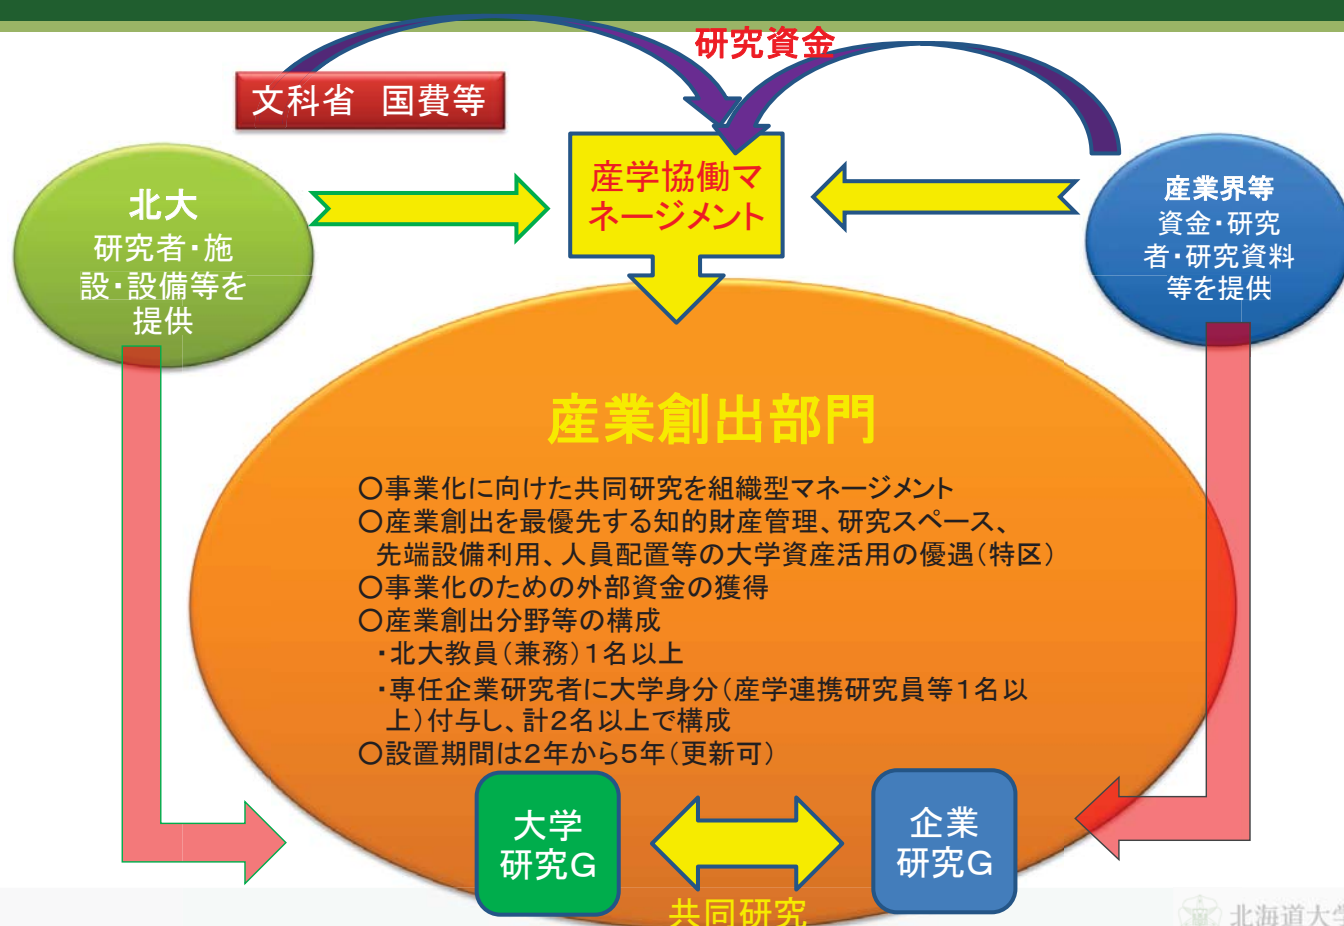 研究資金
文科省　国費等
産学協働マ
ネージメント
北大
研究者・施
設・設備等を
提供
産業界等
資金・研究
者・研究資料
等を提供
産業創出部門
〇事業化に向けた共同研究を組織型マネージメント
〇産業創出を最優先する知的財産管理、研究スペース、
先端設備利用、人員配置等の大学資産活用の優遇（特区）
〇事業化のための外部資金の獲得
〇産業創出分野等の構成
・北大教員（兼務）１名以上
・専任企業研究者に大学身分（産学連携研究員等１名以
上）付与し、計２名以上で構成
〇設置期間は２年から５年（更新可）
大学
研究Ｇ
企業
研究Ｇ
共同研究
北海道大学